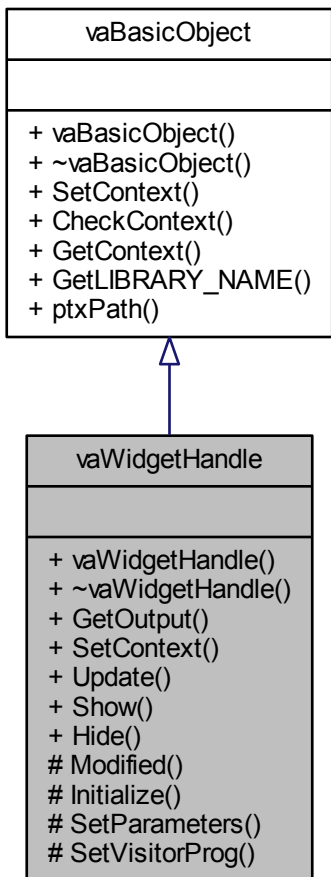 vaBasicObject
+ vaBasicObject()
+ ~vaBasicObject()
+ SetContext()
+ CheckContext()
+ GetContext()
+ GetLIBRARY_NAME()
+ ptxPath()
vaWidgetHandle
+ vaWidgetHandle()
+ ~vaWidgetHandle()
+ GetOutput()
+ SetContext()
+ Update()
+ Show()
+ Hide()
# Modified()
# Initialize()
# SetParameters()
# SetVisitorProg()